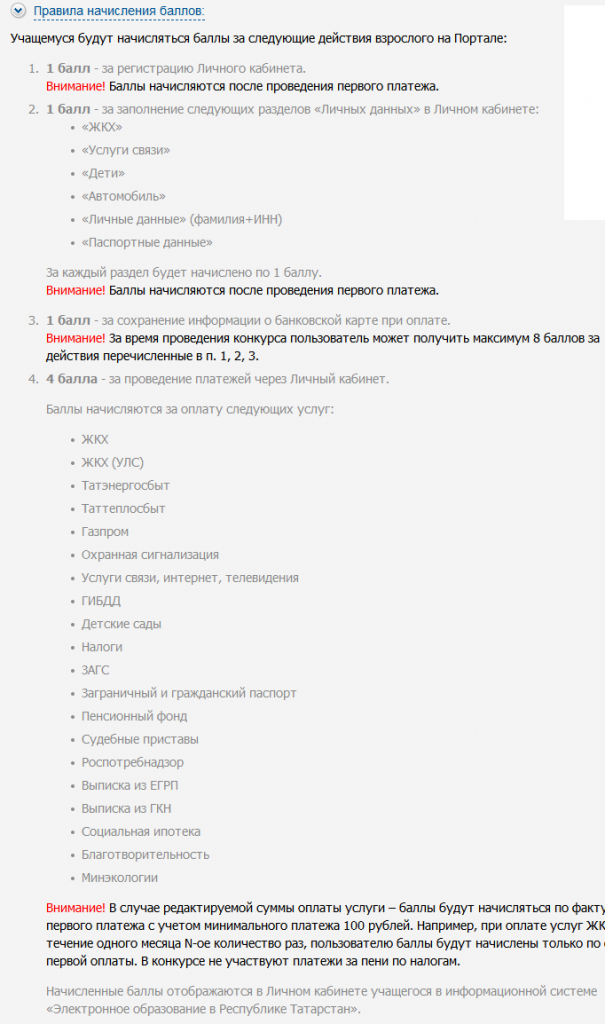 Правила начисления баллов:
Учащемуся будут начисляться баллы за следующие действия взрослого на Портале:
1. 1 балл - за регистрацию Личного кабинета.
Внимание! Баллы начисляются после проведения первого платежа.
2. 1 балл - за заполнение следующих разделов «Личных данных» в Личном кабинете:
• «ЖКХ»
• «Услуги связи»
• «Дети»
• «Автомобиль»
• «Личные данные» (фамилия+ИНН)
• «Паспортные данные»
За каждый раздел будет начислено по 1 баллу.
Внимание! Баллы начисляются после проведения первого платежа.
3. 1 балл - за сохранение информации о банковской карте при оплате.
Внимание! За время проведения конкурса пользователь может получить максимум 8 баллов за
действия перечисленные в п. 1, 2, 3.
4. 4 балла - за проведение платежей через Личный кабинет.
Баллы начисляются за оплату следующих услуг:
• ЖКХ
• ЖКХ (УЛС)
• Татэнергосбыт
• Таттеплосбыт
• Газпром
• Охранная сигнализация
• Услуги связи, интернет, телевидения
• ГИБДД
• Детские сады
• Налоги
• ЗАГС
• Заграничный и гражданский паспорт
• Пенсионный фонд
• Судебные приставы
• Роспотребнадзор
• Выписка из ЕГРП
• Выписка из ГКН
• Социальная ипотека
• Благотворительность
• Минэкологии
Внимание! В случае редактируемой суммы оплаты услуги – баллы будут начисляться по факту
первого платежа с учетом минимального платежа 100 рублей. Например, при оплате услуг ЖК
течение одного месяца N-ое количество раз, пользователю баллы будут начислены только по
первой оплаты. В конкурсе не участвуют платежи за пени по налогам.
Начисленные баллы отображаются в Личном кабинете учащегося в информационной системе
«Электронное образование в Республике Татарстан».